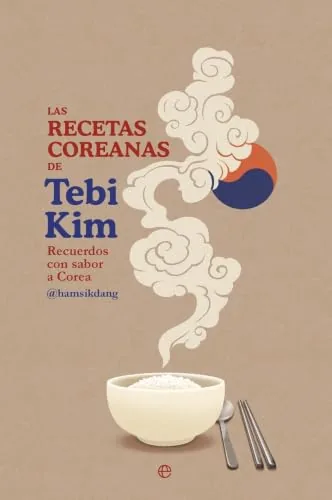 LAS
RECETAS
COREANAS
DE
Tebi
Kim
Recuerdos
con sabor
a Corea
@hamsikdang
e